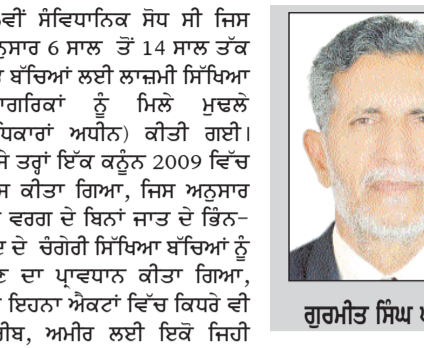 ਵੀਂ ਸੰਵਿਧਾਨਿਕ ਸੋਧ ਸੀ ਜਿਸ
ਨੁਸਾਰ 6 ਸਾਲ ਤੋਂ 14 ਸਾਲ ਤੱਕ
ਬੱਚਿਆਂ ਲਈ ਲਾਜ਼ਮੀ ਸਿੱਖਿਆ
ਾਗਰਿਕਾਂ ਨੂੰ ਮਿਲੇ ਮੁਢਲੇ
ਧਿਕਾਰਾਂ ਅਧੀਨ) ਕੀਤੀ ਗਈ।
ਸੇ ਤਰ੍ਹਾਂ ਇੱਕ ਕਨੂੰਨ 2009 ਵਿੱਚ
ਸ ਕੀਤਾ ਗਿਆ, ਜਿਸ ਅਨੁਸਾਰ
ਵਰਗ ਦੇ ਬਿਨਾਂ ਜਾਤ ਦੇ ਭਿੰਨ-
ਦੇ ਚੰਗੇਰੀ ਸਿੱਖਿਆ ਬੱਚਿਆਂ ਨੂੰ
ਣ ਦਾ ਪ੍ਰਾਵਧਾਨ ਕੀਤਾ ਗਿਆ,
ਇਹਨਾ ਐਕਟਾਂ ਵਿੱਚ ਕਿਧਰੇ ਵੀ
ਰੀਬ, ਅਮੀਰ ਲਈ ਇਕੋ ਜਿਹੀ
ਗੁਰਮੀਤ ਸਿੰਘ